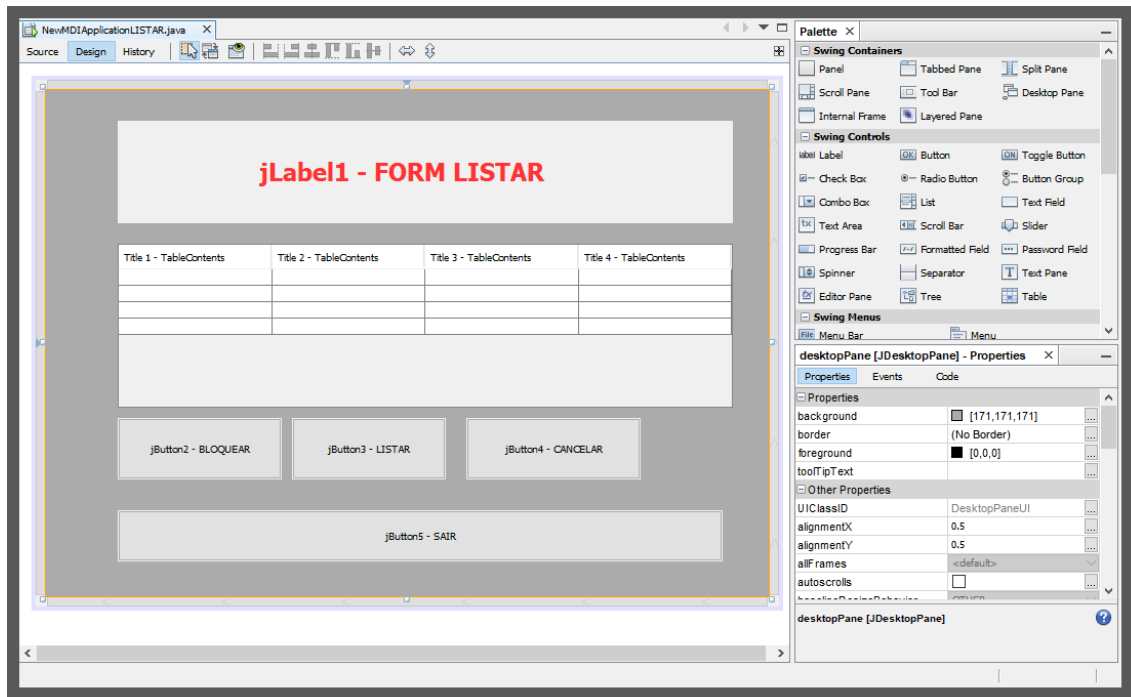 NewMDIApplicationLISTAR.java
Source Design History
jLabel1 - FORM LISTAR
Title 1 - TableContents Title 2 - TableContents Title 3 - TableContents Title 4 - TableContents
jButton2 - BLOQUEAR jButton3 - LISTAR jButton4 - CANCELAR
jButton5 - SAIR
Palette
Swing Containers
Panel Tabbed Pane Split Pane
Scroll Pane Tool Bar Desktop Pane
Internal Frame Layered Pane
Swing Controls
label Label OK Button ON Toggle Button
Check Box Radio Button Button Group
Combo Box List Text Field
Text Area Scroll Bar Slider
Progress Bar Formatted Field Password Field
Spinner Separator Text Pane
Editor Pane Tree Table
Swing Menus
File Menu Bar Menu
desktopPane [JDesktopPane] - Properties
Properties Events Code
Properties
background [171,171,171] ...
border (No Border) ...
foreground [0,0,0] ...
toolTipText ...
Other Properties
UIClassID DesktopPaneUI ...
alignmentX 0.5 ...
alignmentY 0.5 ...
allFrames <default>
autoscrolls ...
desktopPane [JDesktopPane]